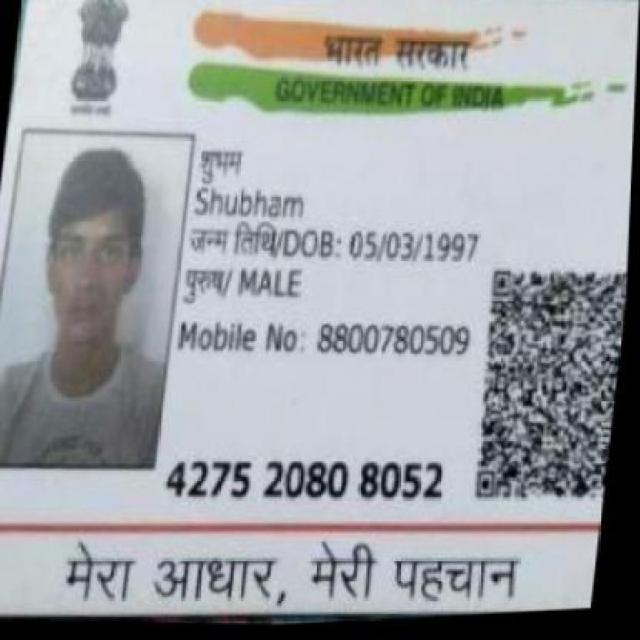 भारत सरकार
GOVERNMENT OF INDIA
शुभम
Shubham
जन्म तिथि/DOB: 05/03/1997
पुरुष/ MALE
Mobile No: 8800780509
4275 2080 8052
मेरा आधार, मेरी पहचान